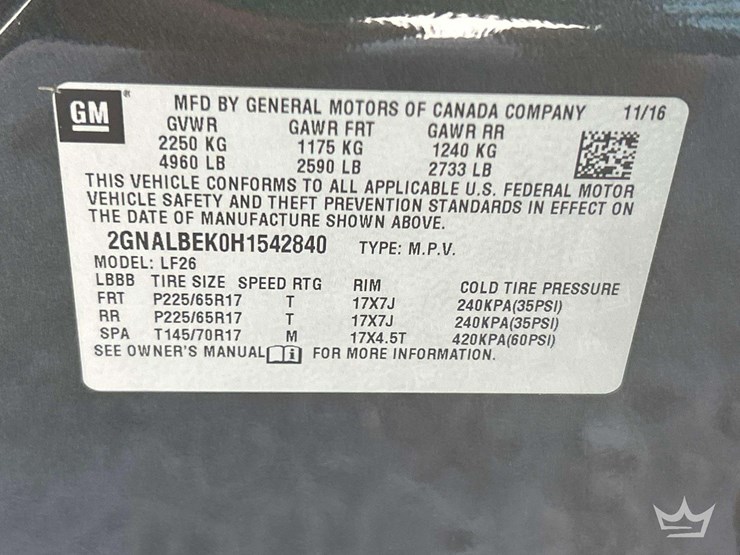 GM ® MFD BY GENERAL MOTORS OF CANADA COMPANY 11/16
GVWR GAWR FRT GAWR RR
2250 KG 1175 KG 1240 KG
4960 LB 2590 LB 2733 LB
THIS VEHICLE CONFORMS TO ALL APPLICABLE U.S. FEDERAL MOTOR
VEHICLE SAFETY AND THEFT PREVENTION STANDARDS IN EFFECT ON
THE DATE OF MANUFACTURE SHOWN ABOVE.
2GNALBEK0H1542840 TYPE: M.P.V.
MODEL: LF26
LBBB TIRE SIZE SPEED RTG RIM COLD TIRE PRESSURE
FRT P225/65R17 T 17X7J 240KPA(35PSI)
RR P225/65R17 T 17X7J 240KPA(35PSI)
SPA T145/70R17 M 17X4.5T 420KPA(60PSI)
SEE OWNER'S MANUAL i FOR MORE INFORMATION.